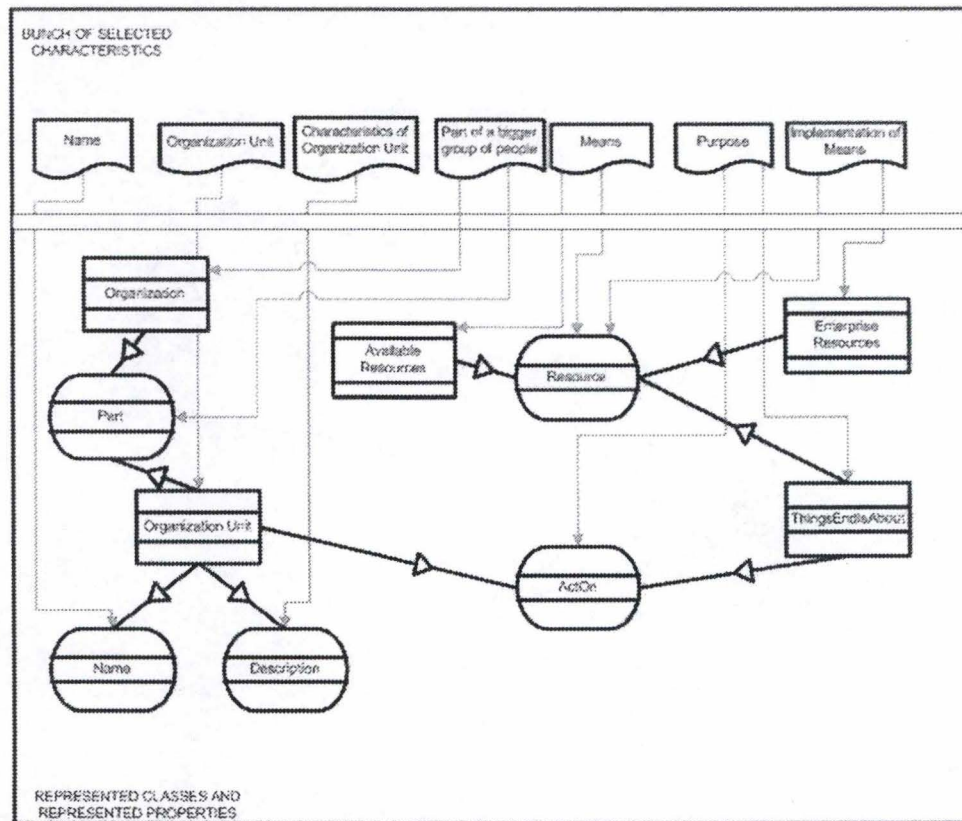 BUNCH OF SELECTED
CHARACTERISTICS
Name
Organization Unit
Characteristics of
Organization Unit
Part of a bigger
group of people
Means
Purpose
Implementation of
Means
Organization
Available
Resources
Resource
Enterprise
Resources
Part
Organization Unit
ThingsEndIsAbout
ActOn
Name
Description
REPRESENTED CLASSES AND
REPRESENTED PROPERTIES